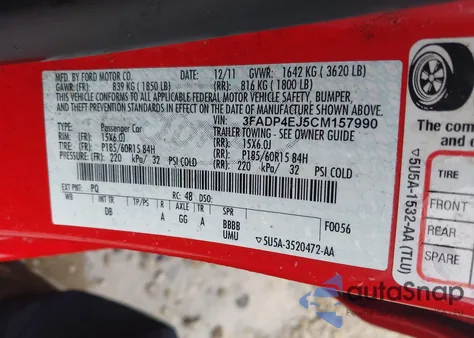 MFD. BY FORD MOTOR CO.
DATE: 12/11 GVWR: 1642 KG ( 3620 LB)
GAWR: (FR): 839 KG ( 1850 LB) (RR): 816 KG ( 1800 LB)
THIS VEHICLE CONFORMS TO ALL APPLICABLE FEDERAL MOTOR VEHICLE SAFETY, BUMPER,
AND THEFT PREVENTION STANDARDS IN EFFECT ON THE DATE OF MANUFACTURE SHOWN ABOVE.
VIN: 3FADP4EJ5CM157990
TYPE: Passenger Car TRAILER TOWING - SEE OWNER GUIDE
RIM: 15X6.0J 15X6.0J
TIRE: P185/60R15 84H P185/60R15 84H
PRESSURE: (FR) 220 kPa/ 32 PSI COLD (RR) 220 kPa/ 32 PSI COLD
EXT PNT: PQ RC: 48 DSO:
WB INT TR TP/PS R AXLE TR SPR F0056
DB A GG A BBBB
UMU ▽5U5A-3520472-AA
The com
and
TIRE
FRONT
REAR
SPARE
▽5U5A-1532-AA (TLU)
autoSnap